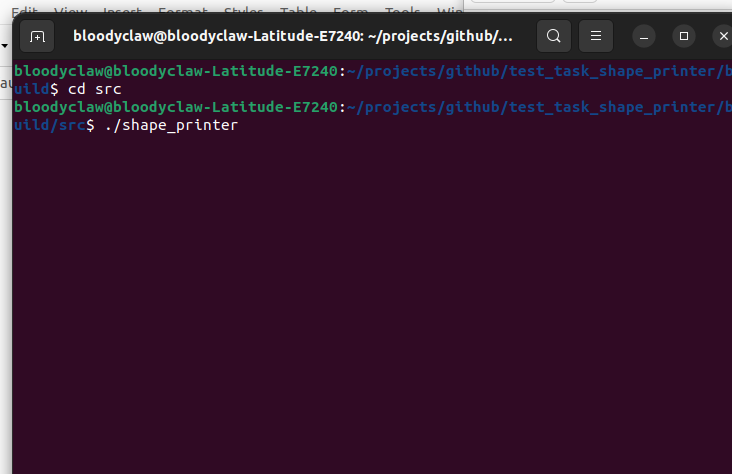 Edit View Insert Format Styles Table Form Tools Win
bloodyclaw@bloodyclaw-Latitude-E7240: ~/projects/github/...
bloodyclaw@bloodyclaw-Latitude-E7240:~/projects/github/test_task_shape_printer/b
uild$ cd src
bloodyclaw@bloodyclaw-Latitude-E7240:~/projects/github/test_task_shape_printer/b
uild/src$ ./shape_printer